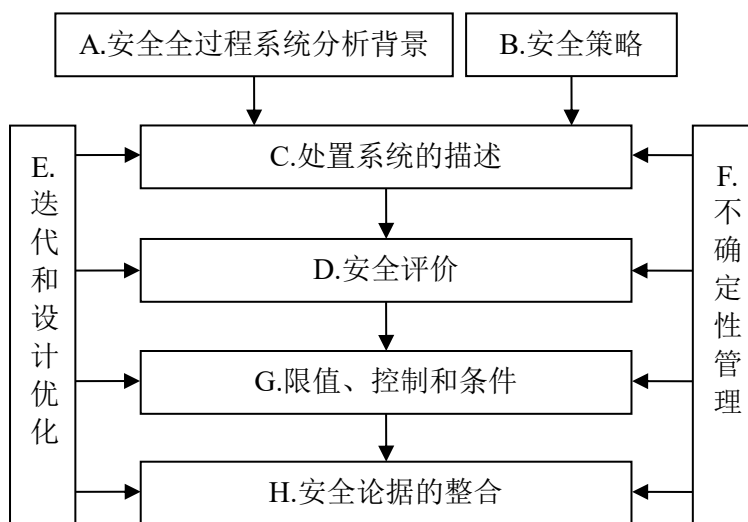 A.安全全过程系统分析背景
B.安全策略
C.处置系统的描述
E.
迭
代
和
设
计
优
化
F.
不
确
定
性
管
理
D.安全评价
G.限值、控制和条件
H.安全论据的整合